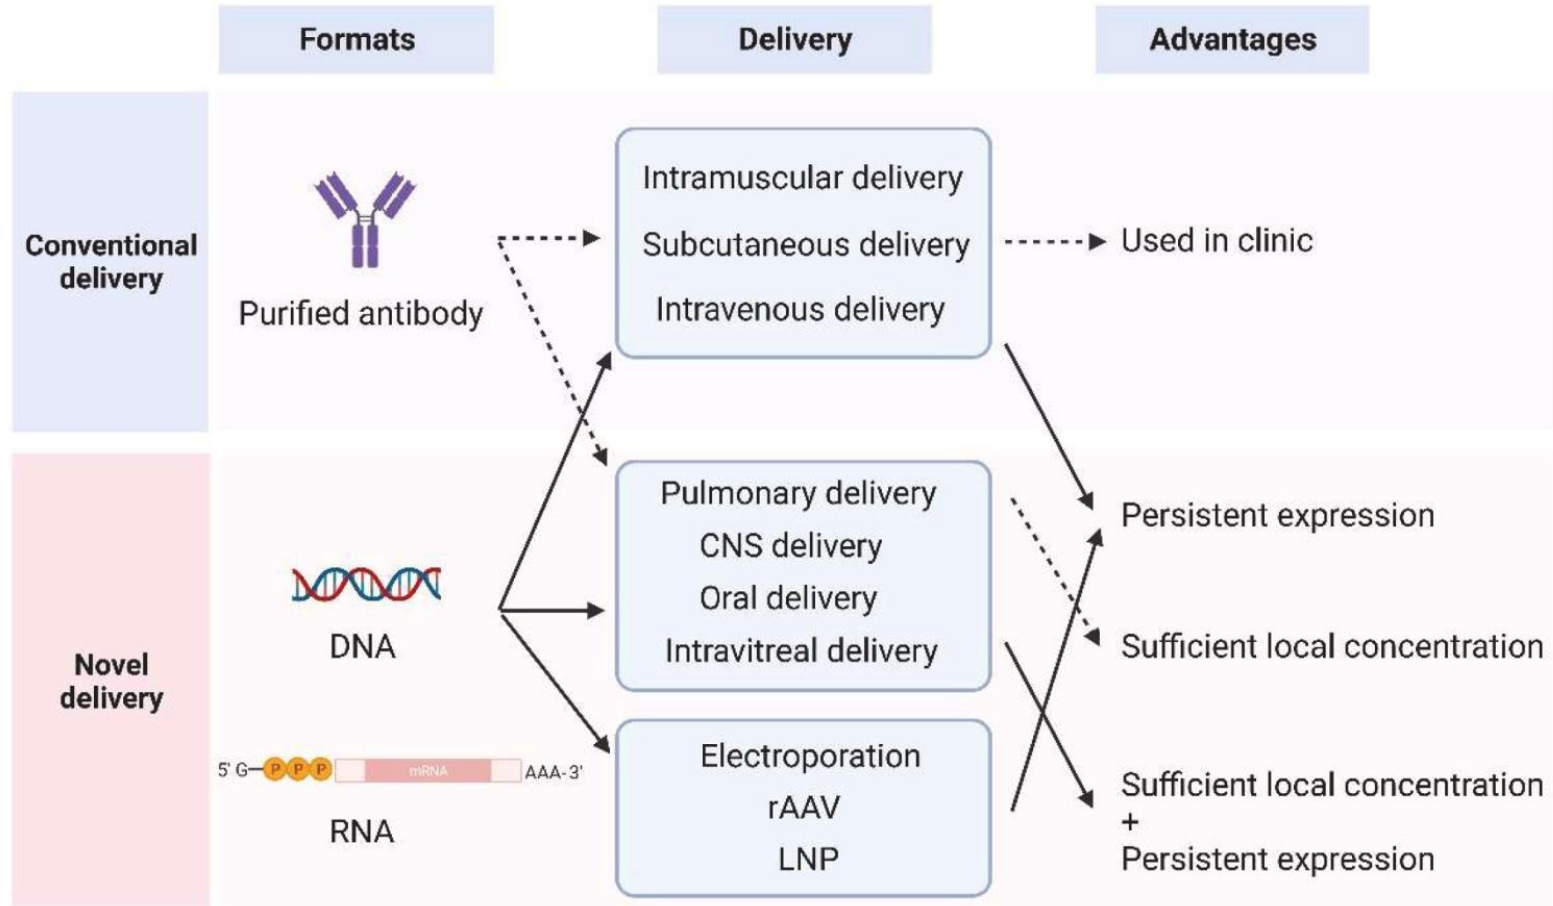 Formats
Delivery
Advantages
Conventional
delivery
Purified antibody
Intramuscular delivery
Subcutaneous delivery
Intravenous delivery
Used in clinic
Novel
delivery
DNA
5' G
P P P
mRNA
AAA-3'
RNA
Pulmonary delivery
CNS delivery
Oral delivery
Intravitreal delivery
Electroporation
rAAV
LNP
Persistent expression
Sufficient local concentration
Sufficient local concentration
+
Persistent expression